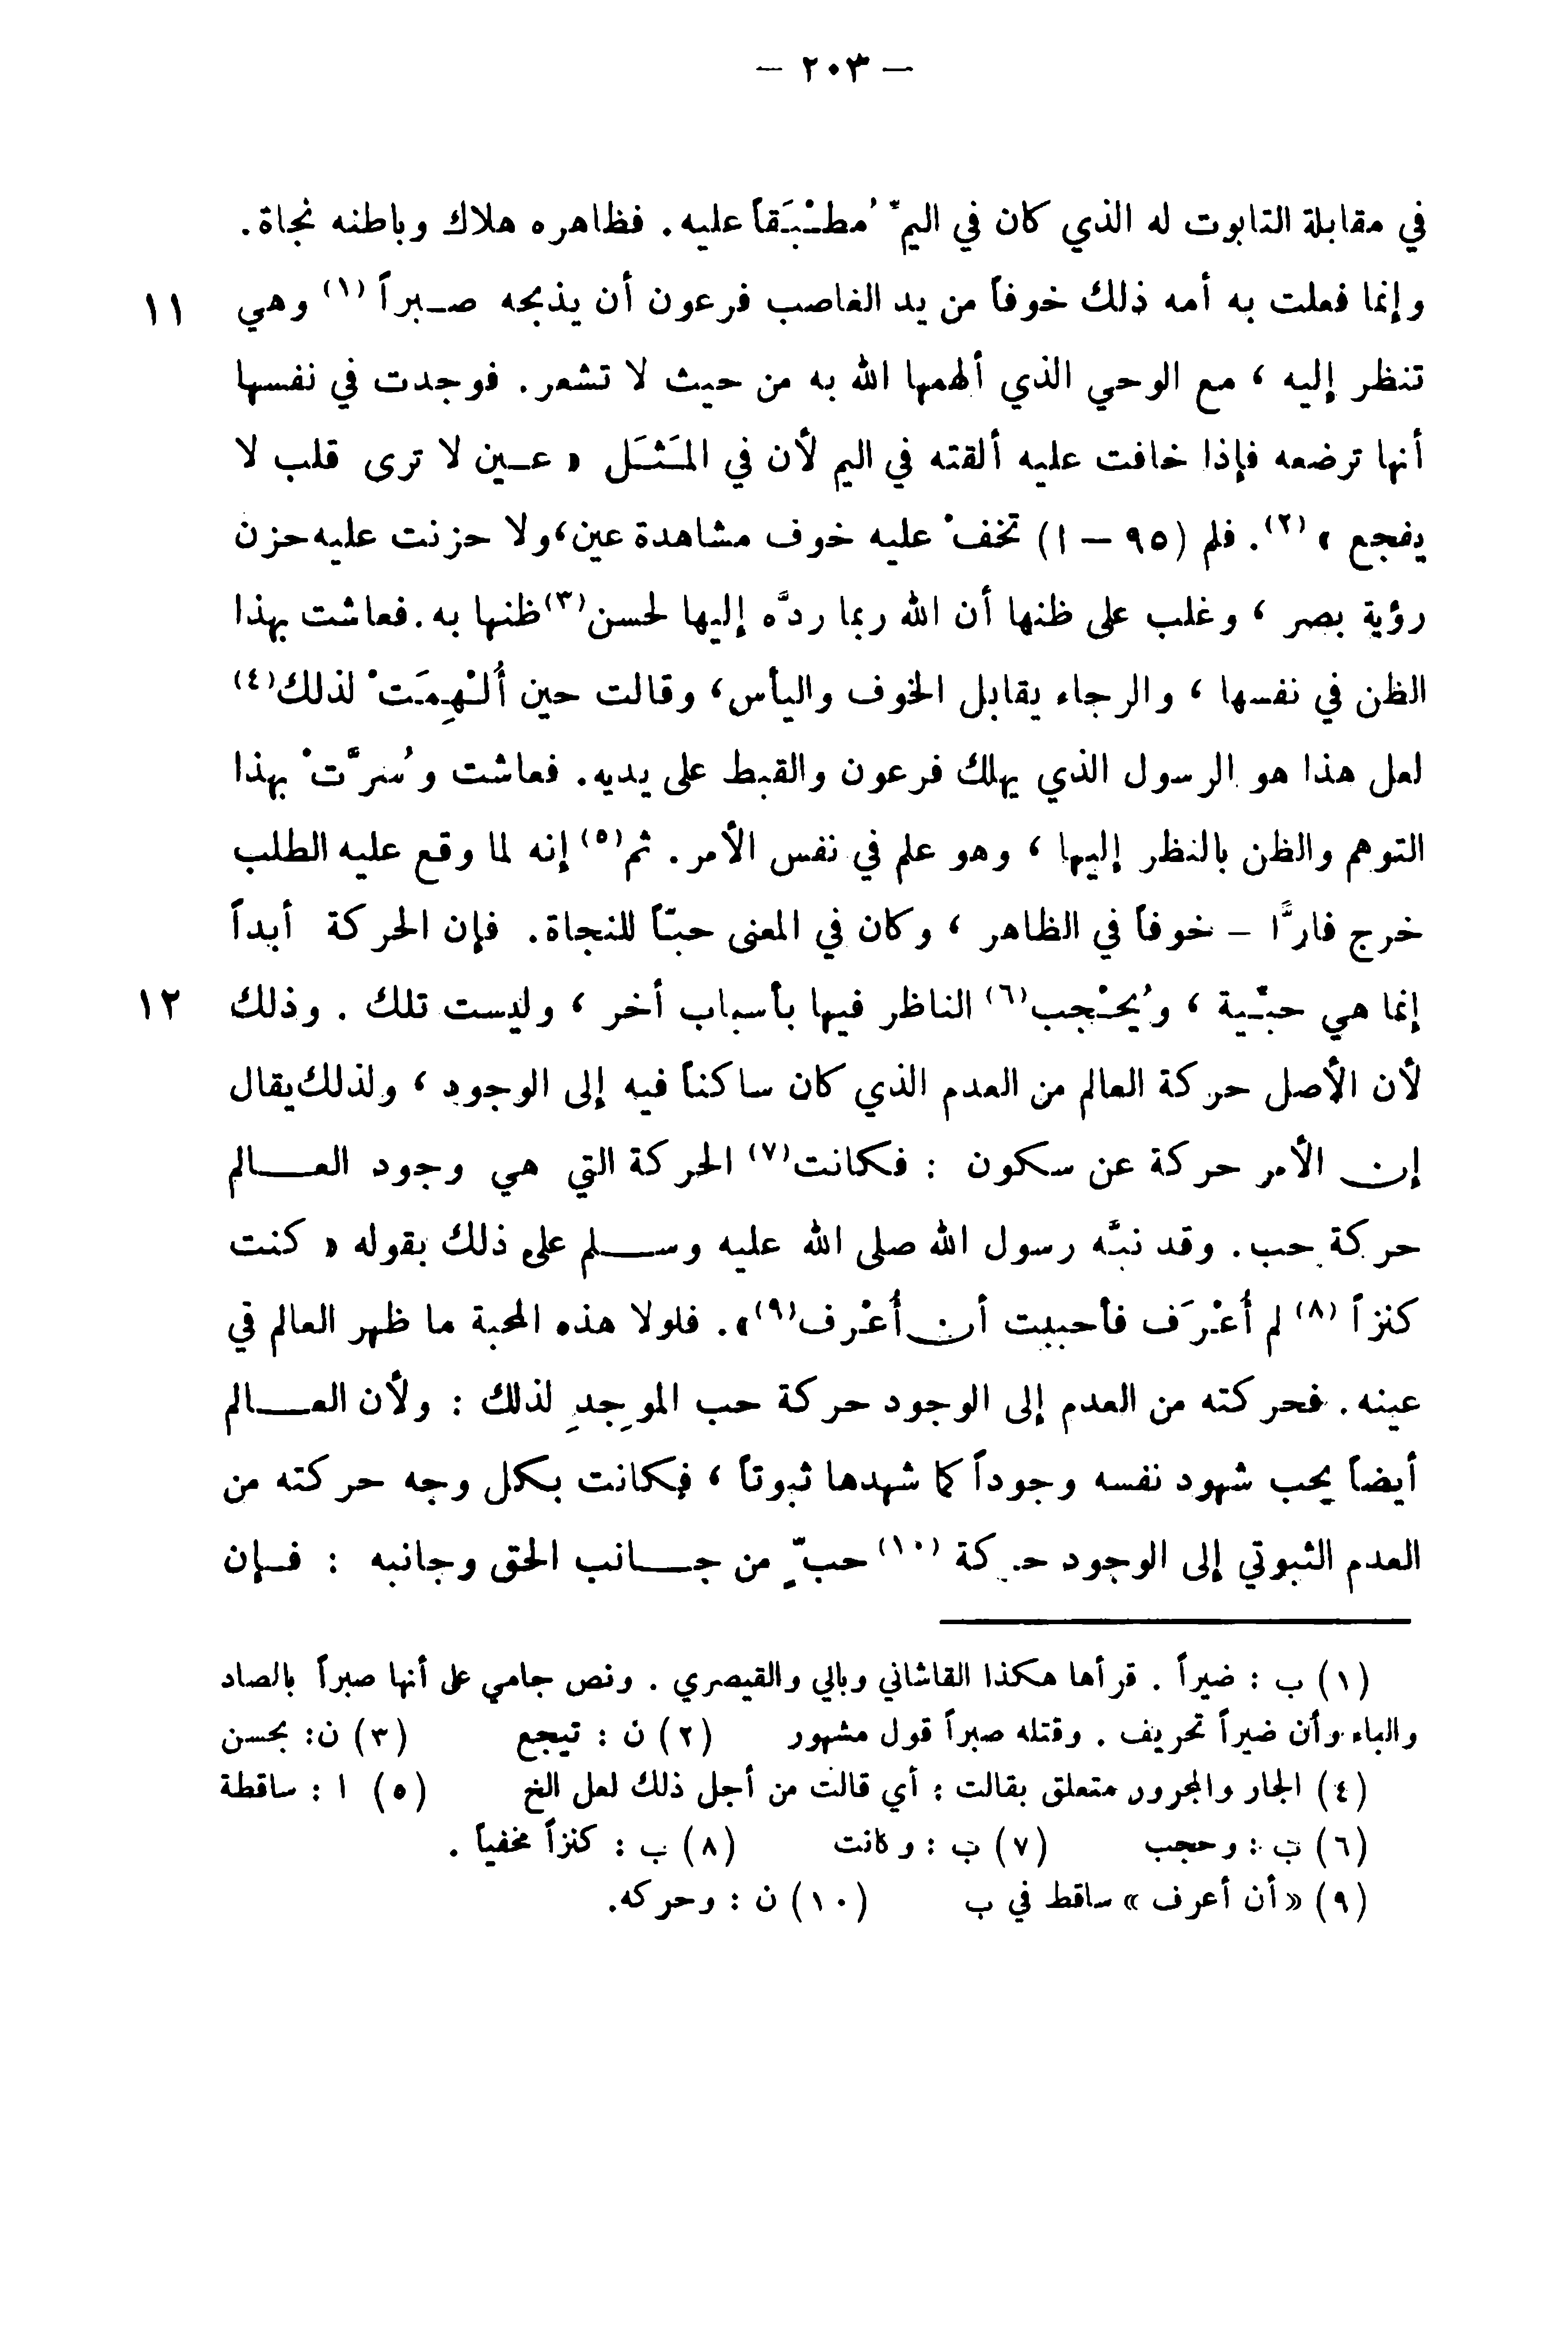 — ٢٠٣ —
في مقابلة التابوت له الذي كان في اليمّ مُطْبَقاً عليه. فظاهره هلاك وباطنه نجاة.
وإنما فعلت به أمه ذلك خوفاً من يد الغاصب فرعون أن يذبحه صبراً (١) وهي ١١
تنظر إليه ، مع الوحي الذي ألهمها الله به من حيث لا تشعر. فوجدت في نفسها
أنها ترضعه فإذا خافت عليه ألقته في اليم لأن في المَثَل « عين لا ترى قلب لا
يفجع » (٢). فلم (٩٥ – ا) تخفْ عليه خوف مشاهدة عين، ولا حزنت عليه حزن
رؤية بصر ، وغلب على ظنها أن الله ربما ردَّه إليها لحسن (٣) ظنها به. فعاشت بهذا
الظن في نفسها ، والرجاء يقابل الخوف واليأس، وقالت حين أُلْهِمَتْ لذلك (٤)
لعل هذا هو الرسول الذي يهلك فرعون والقبط على يديه. فعاشت وسُرَّتْ بهذا
التوهم والظن بالنظر إليها ، وهو علم في نفس الأمر. ثم (٥) إنه لما وقع عليه الطلب
خرج فارًّا – خوفاً في الظاهر ، وكان في المعنى حبّاً للنجاة. فإن الحركة أبداً
إنما هي حبّية ، ويُحْجب (٦) الناظر فيها بأسباب أخر ، وليست تلك . وذلك ١٢
لأن الأصل حركة العالم من العدم الذي كان ساكناً فيه إلى الوجود ، ولذلك يقال
إن الأمر حركة عن سكون : فكانت (٧) الحركة التي هي وجود العالم
حركة حب. وقد نبَّه رسول الله صلى الله عليه وسلم على ذلك بقوله « كنت
كنزاً (٨) لم أُعْرَف فأحببت أن أُعْرف (٩)». فلولا هذه المحبة ما ظهر العالم في
عينه. فحركته من العدم إلى الوجود حركة حب الموجِدِ لذلك : ولأن العالم
أيضاً يحب شهود نفسه وجوداً كما شهدها ثبوتاً ، فكانت بكل وجه حركته من
العدم الثبوتي إلى الوجود حركة (١٠) حبٍّ من جانب الحق وجانبه : فإن
(١) ب : ضيراً . قرأها هكذا القاشاني وبالي والقيصري . ونص جامي على أنها صبراً بالصاد
والباء وأن ضيراً تحريف . وقتله صبراً قول مشهور (٢) ن : تيجع (٣) ن: بحسن
(٤) الجار والمجرور متعلق بقالت : أي قالت من أجل ذلك لعل الخ (٥) ا : ساقطة
(٦) ب : وحجب (٧) ب : وكانت (٨) ب : كنزاً مخفياً .
(٩) «أن أعرف» ساقط في ب (١٠) ن : وحركه.